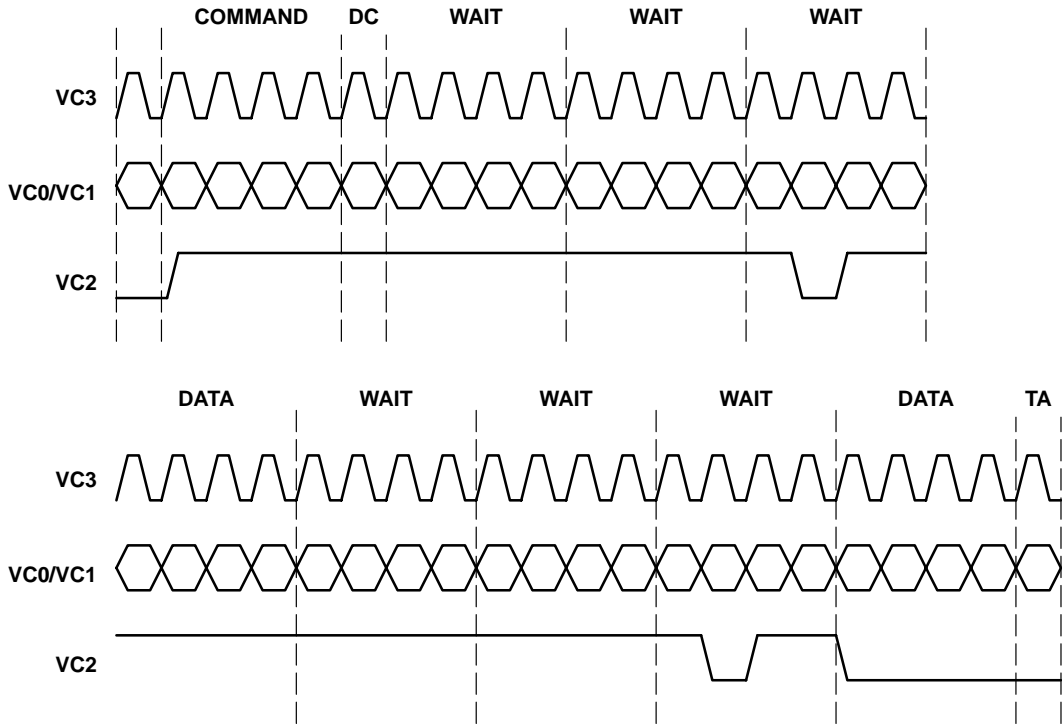 COMMAND DC WAIT WAIT WAIT
VC3
VC0/VC1
VC2
DATA WAIT WAIT WAIT DATA TA
VC3
VC0/VC1
VC2